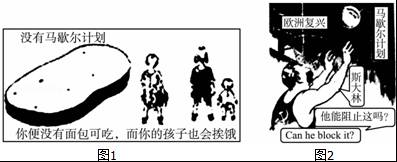 没有马歇尔计划
你便没有面包可吃，而你的孩子也会挨饿
图1
欧洲复兴
马歇尔计划
斯大林
他能阻止这吗？
Can he block it?
图2